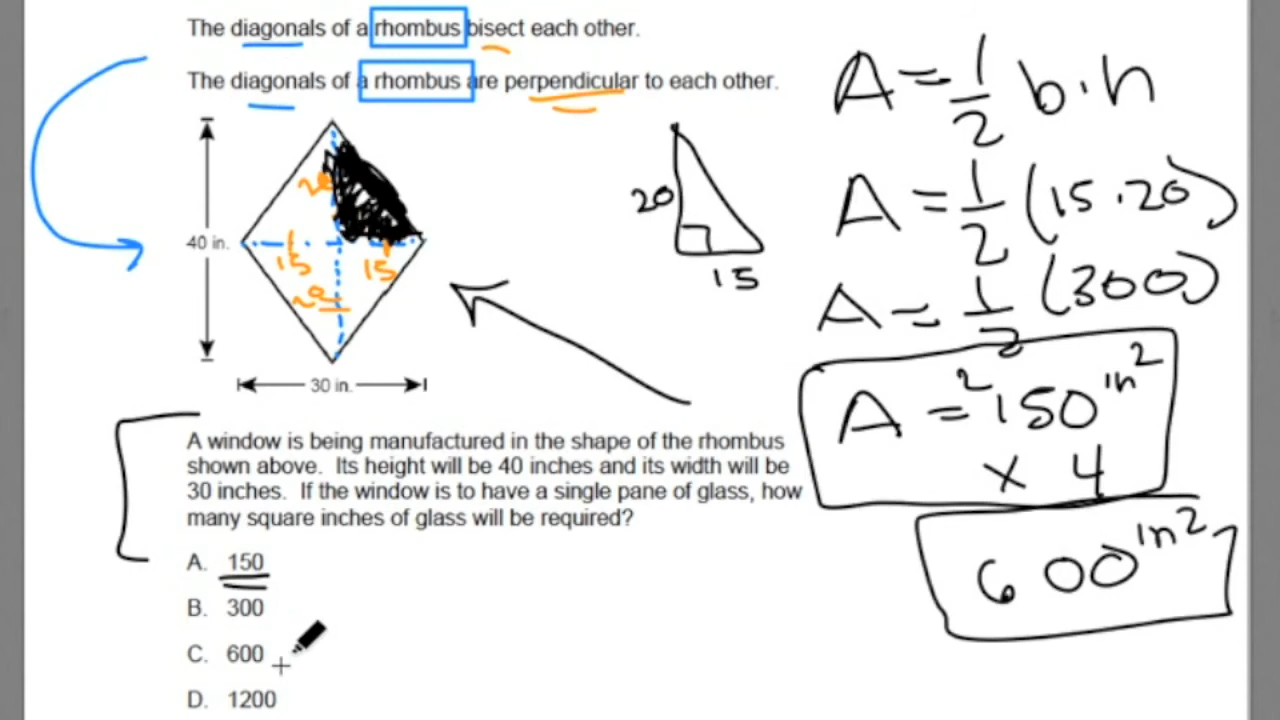 The diagonals of a rhombus bisect each other.
The diagonals of a rhombus are perpendicular to each other.
40 in.
20
15
15
20
30 in.
20
15
A = 1/2 b·h
A = 1/2 (15·20)
A = 1/2 (300)
A = 150 in²
2
x 4
600 in²
A window is being manufactured in the shape of the rhombus
shown above. Its height will be 40 inches and its width will be
30 inches. If the window is to have a single pane of glass, how
many square inches of glass will be required?
A. 150
B. 300
C. 600
D. 1200